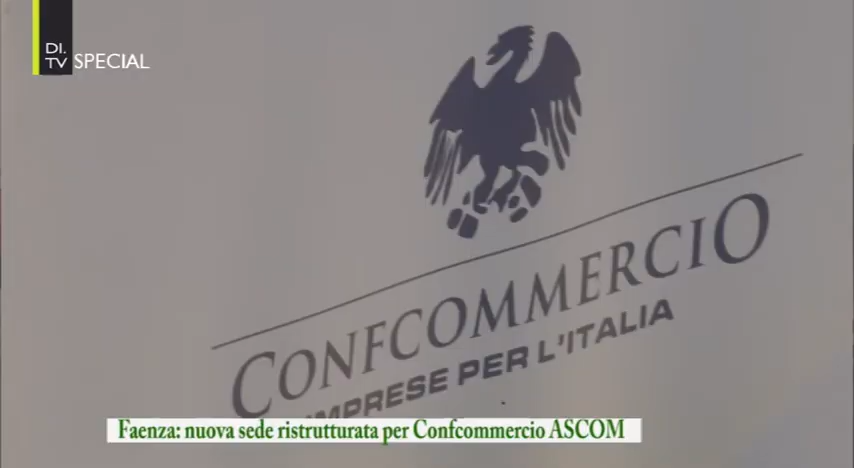 DI.
TV SPECIAL
CONFCOMMERCIO
IMPRESE PER L'ITALIA
Faenza: nuova sede ristrutturata per Confcommercio ASCOM